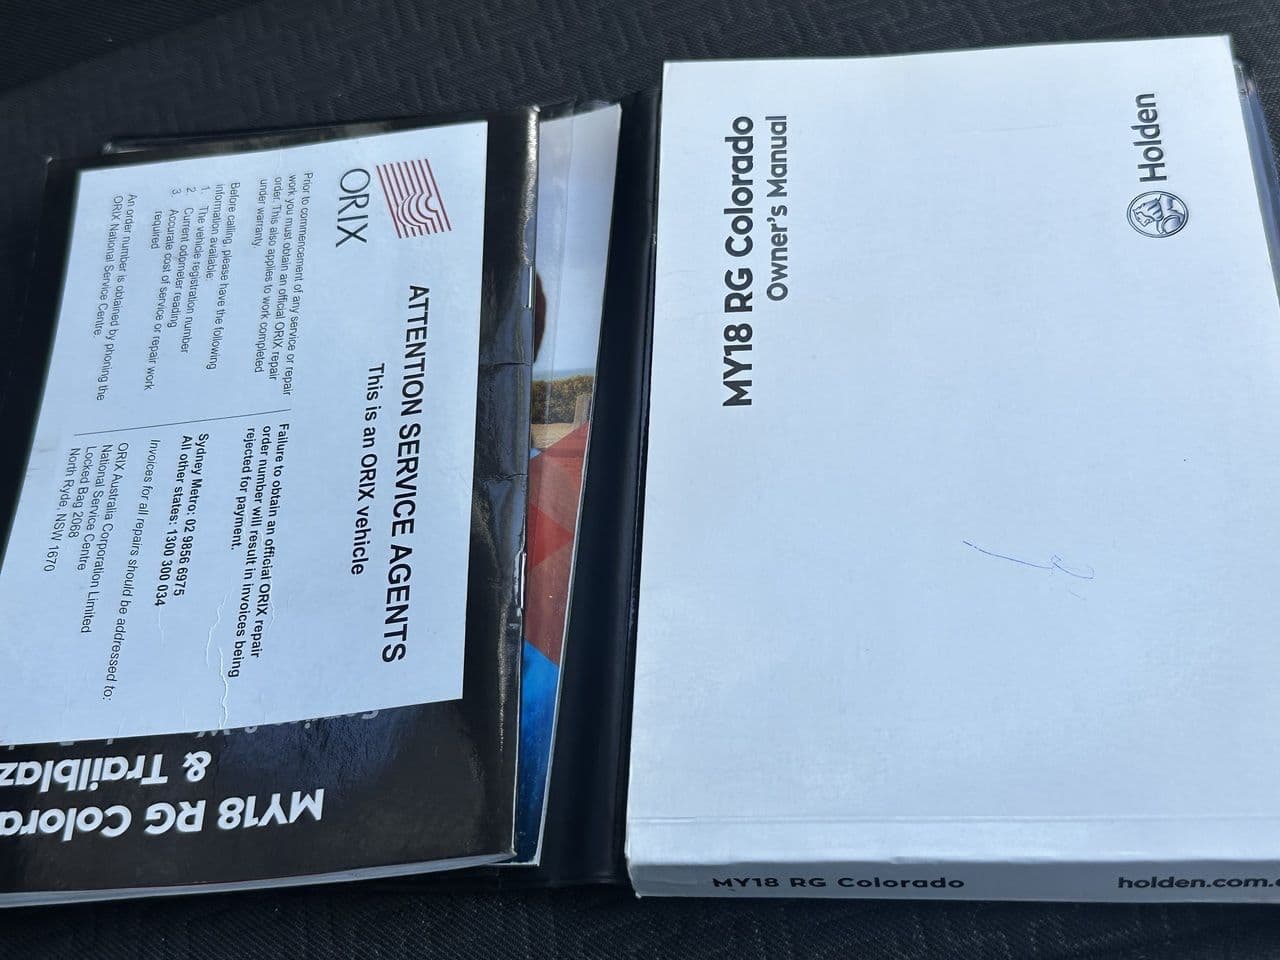 ORIX
ATTENTION SERVICE AGENTS
This is an ORIX vehicle
Prior to commencement of any service or repair
work you must obtain an official ORIX repair
order. This also applies to work completed
under warranty.
Before calling, please have the following
information available:
1. The vehicle registration number
2. Current odometer reading
3. Accurate cost of service or repair work
required
An order number is obtained by phoning the
ORIX National Service Centre.
Failure to obtain an official ORIX repair
order number will result in invoices being
rejected for payment.
Sydney Metro: 02 9856 6975
All other states: 1300 300 034
Invoices for all repairs should be addressed to:
ORIX Australia Corporation Limited
National Service Centre
Locked Bag 2068
North Ryde, NSW 1670
MY18 RG Colora
& Trailblaz
MY18 RG Colorado
Owner's Manual
Holden
MY18 RG Colorado
holden.com.